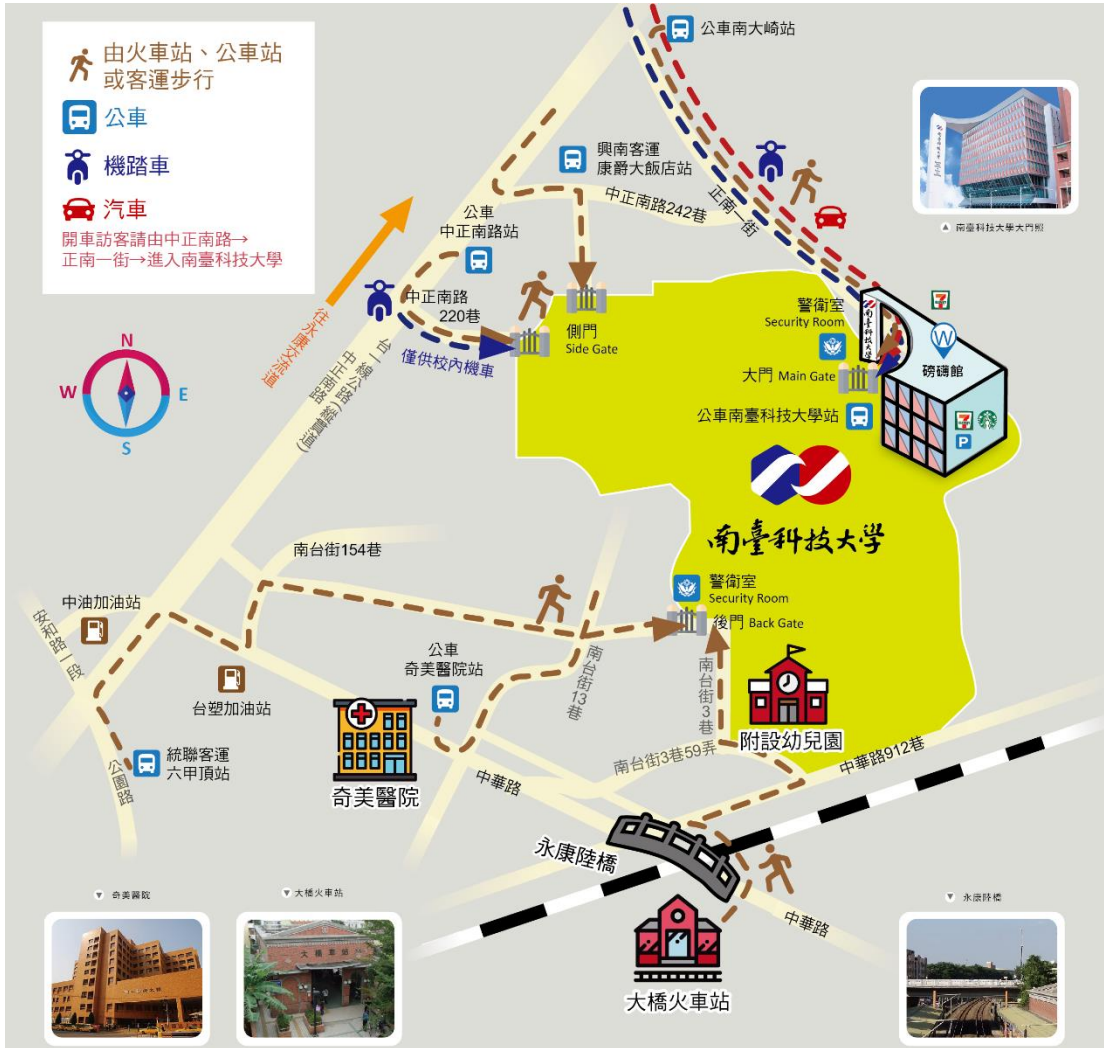 由火車站、公車站
或客運步行
公車
機踏車
汽車
開車訪客請由中正南路→
正南一街→進入南臺科技大學
公車南大崎站
興南客運
康爵大飯店站
中正南路242巷
正南一街
南臺科技大學大門照
公車
中正南路站
中正南路
220巷
僅供校內機車
側門
Side Gate
往永康交流道
台一線公路(縱貫道)
中正南路
N
W
E
S
警衛室
Security Room
大門 Main Gate
公車南臺科技大學站
南臺科技大學
7
W
磅礴館
7
P
南臺科技大學
南台街154巷
中油加油站
安和路一段
台塑加油站
統聯客運
六甲頂站
公園路
公車
奇美醫院站
奇美醫院
中華路
南台街13巷
警衛室
Security Room
後門 Back Gate
南台街3巷
附設幼兒園
南台街3巷59弄
中華路912巷
永康陸橋
中華路
大橋火車站
奇美醫院
大橋火車站
大橋車站
永康陸橋